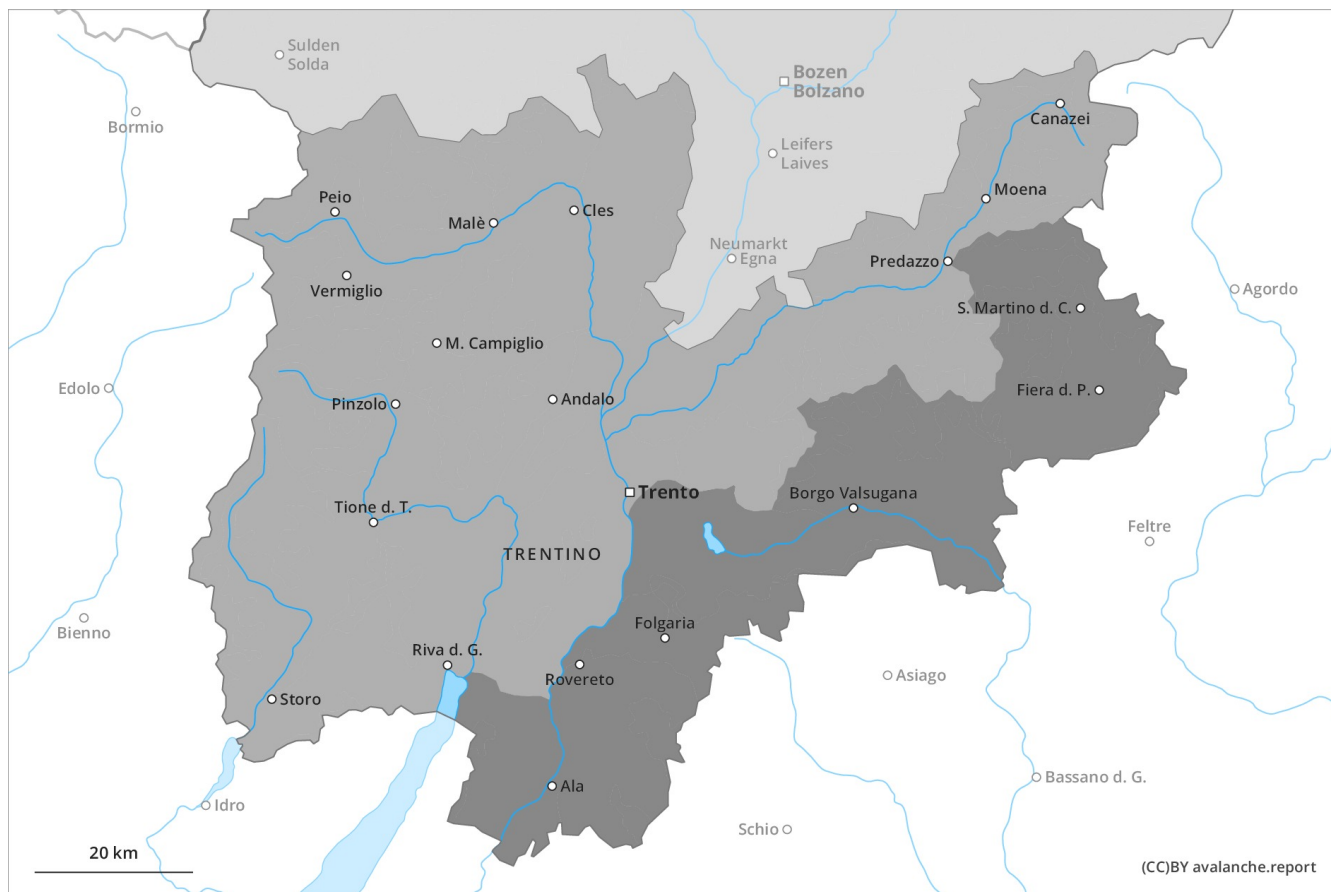 Sulden
Solda
Bozen
Bolzano
Bormio
Canazei
Leifers
Laives
Peio
Moena
Malè
Cles
Neumarkt
Egna
Predazzo
Vermiglio
Agordo
S. Martino d. C.
M. Campiglio
Edolo
Fiera d. P.
Pinzolo
Andalo
Trento
Borgo Valsugana
Tione d. T.
Feltre
TRENTINO
Bienno
Folgaria
Riva d. G.
Rovereto
Asiago
Storo
Bassano d. G.
Ala
Idro
Schio
20 km
(CC)BY avalanche.report